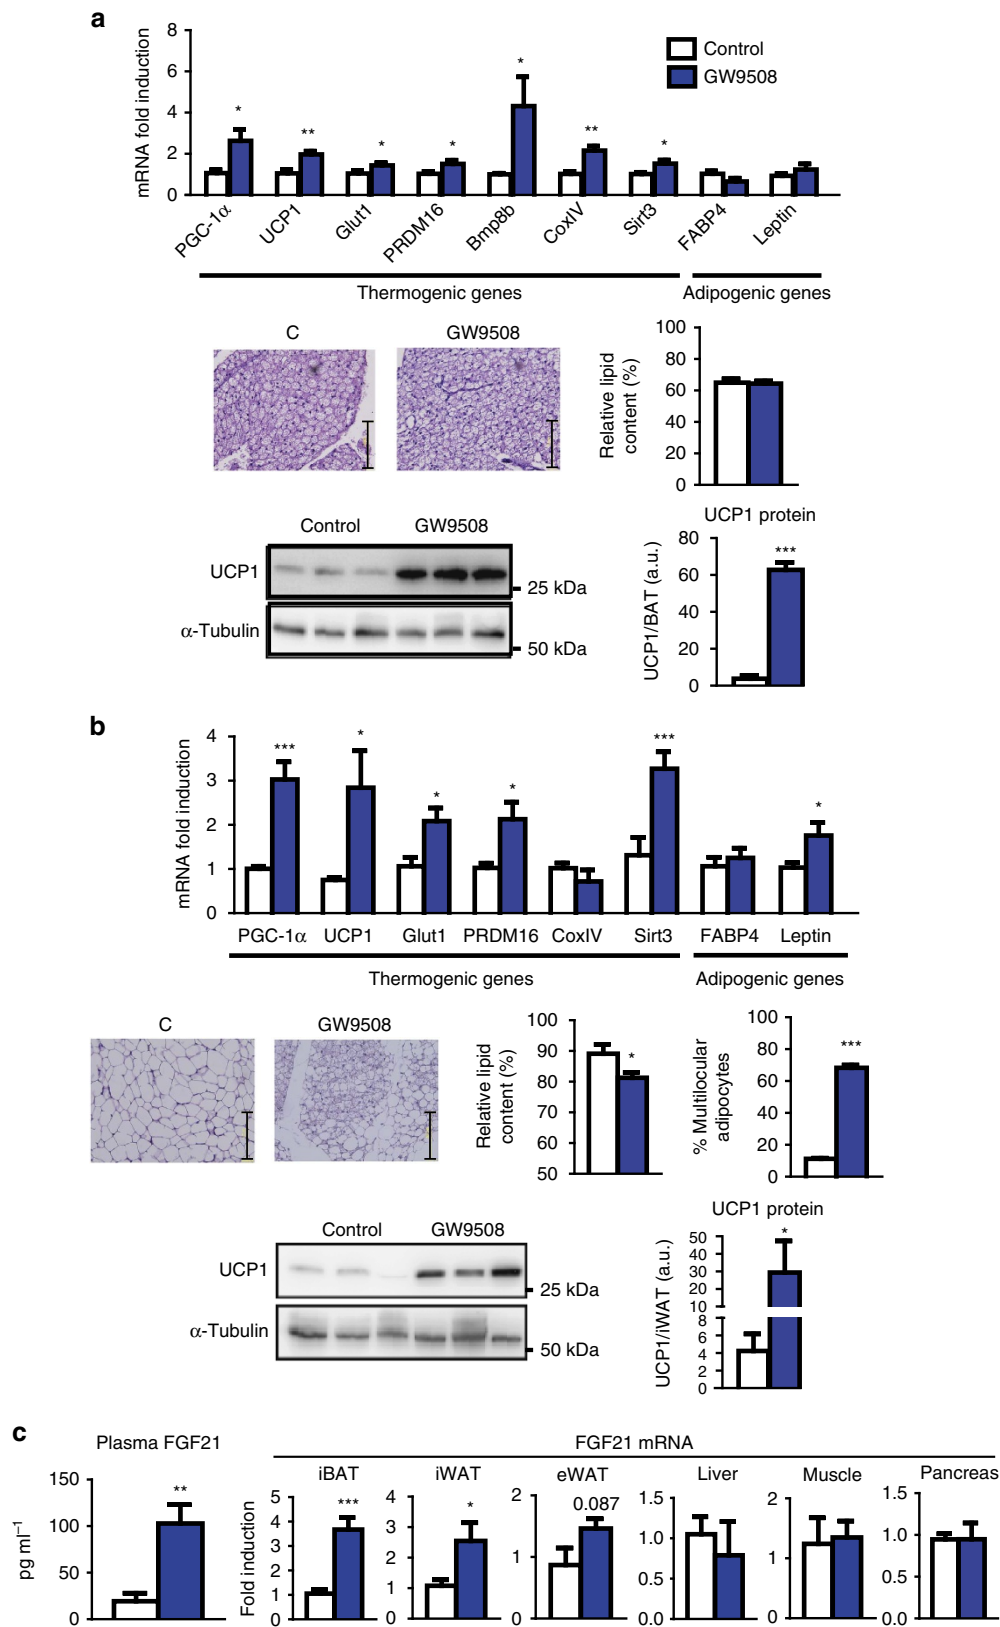 a
mRNA fold induction
8
6
4
2
0
Control
GW9508
*
**
*
*
*
**
*
PGC-1α
UCP1
Glut1
PRDM16
Bmp8b
CoxIV
Sirt3
FABP4
Leptin
Thermogenic genes
Adipogenic genes
C
GW9508
Relative lipid
content (%)
100
80
60
40
20
0
Control
GW9508
UCP1
25 kDa
α-Tubulin
50 kDa
UCP1 protein
UCP1/BAT (a.u.)
80
60
40
20
0
***
b
mRNA fold induction
4
3
2
1
0
***
*
*
*
***
*
PGC-1α
UCP1
Glut1
PRDM16
CoxIV
Sirt3
FABP4
Leptin
Thermogenic genes
Adipogenic genes
C
GW9508
Relative lipid
content (%)
100
90
80
70
60
50
*
% Multilocular
adipocytes
100
80
60
40
20
0
***
Control
GW9508
UCP1
25 kDa
α-Tubulin
50 kDa
UCP1 protein
UCP1/iWAT (a.u.)
50
40
30
20
10
8
6
4
2
0
*
c
Plasma FGF21
pg ml⁻¹
150
100
50
0
**
FGF21 mRNA
Fold induction
iBAT
5
4
3
2
1
0
***
iWAT
4
3
2
1
0
*
eWAT
2
1
0
0.087
Liver
1.5
1.0
0.5
0.0
Muscle
2
1
0
Pancreas
1.5
1.0
0.5
0.0